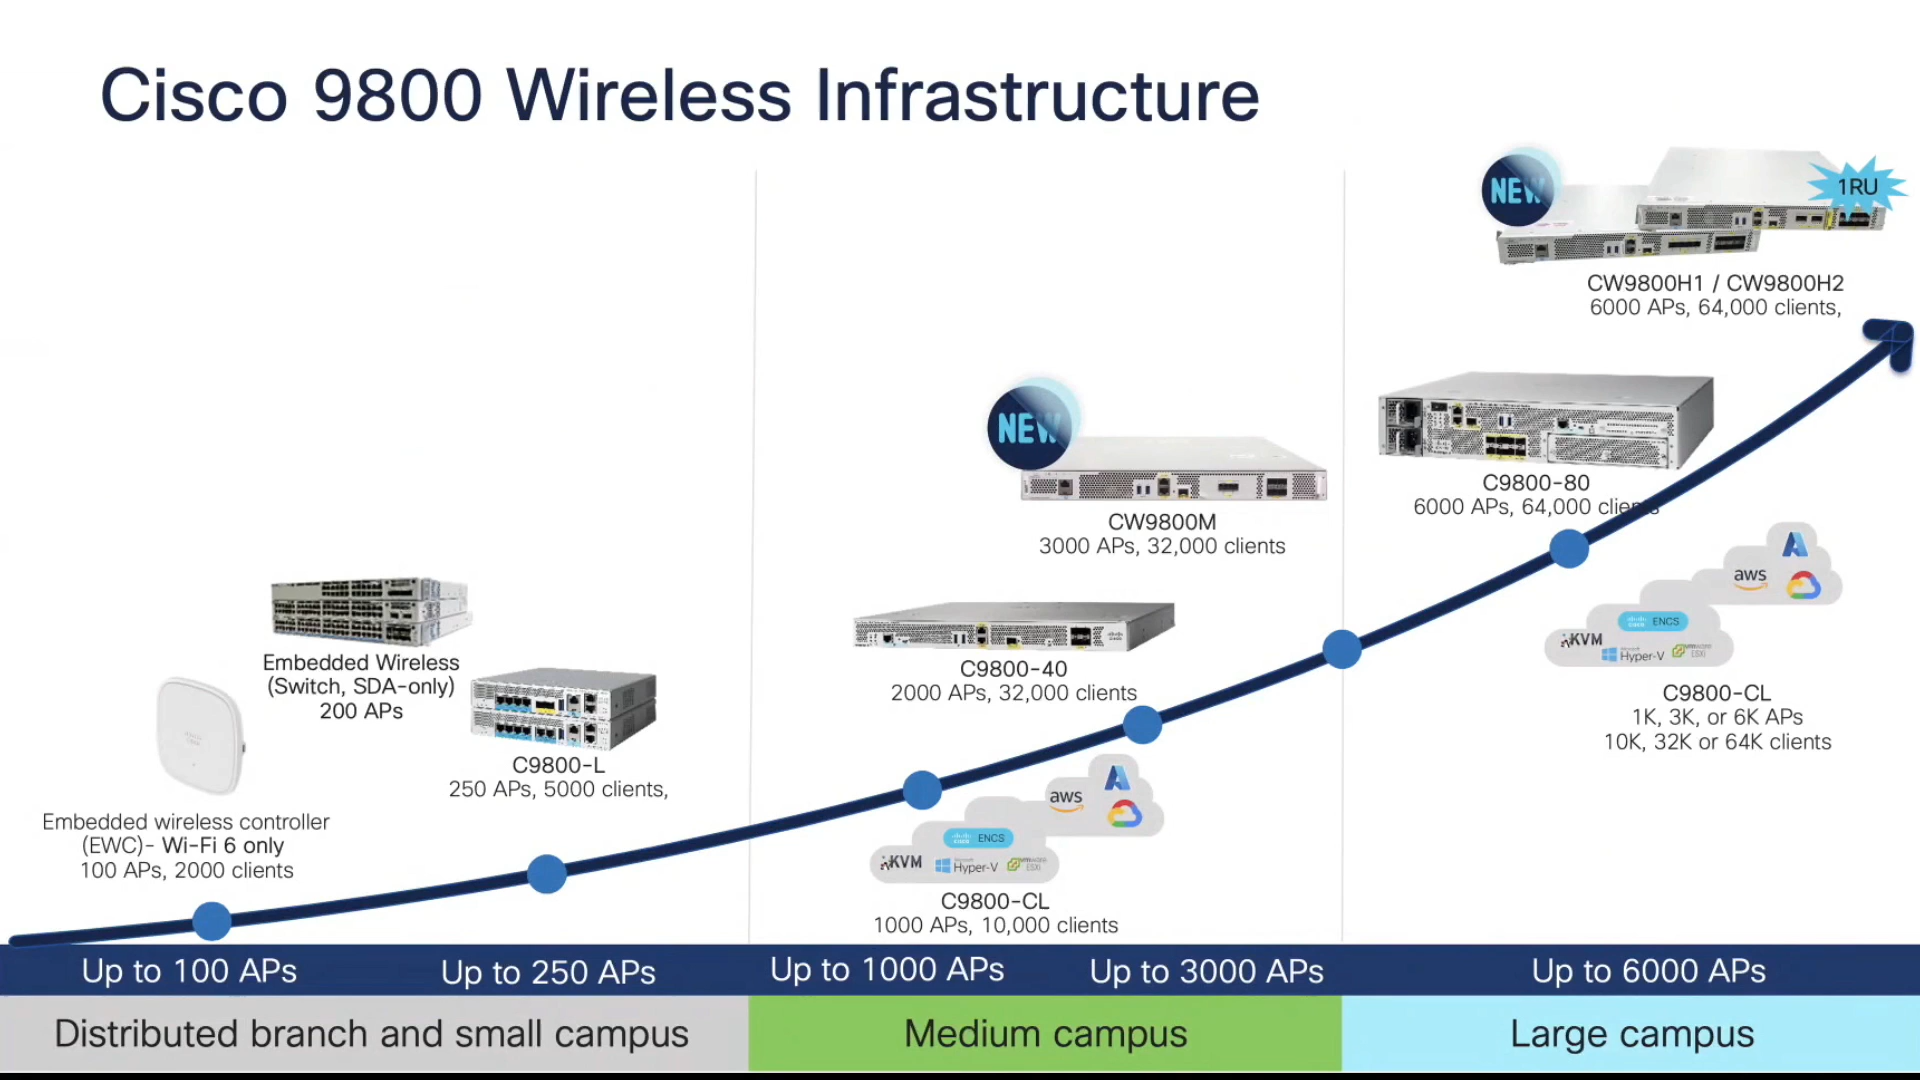 Cisco 9800 Wireless Infrastructure
NEW
1RU
CW9800H1 / CW9800H2
6000 APs, 64,000 clients,
NEW
CW9800M
3000 APs, 32,000 clients
C9800-80
6000 APs, 64,000 clients
Embedded Wireless
(Switch, SDA-only)
200 APs
C9800-40
2000 APs, 32,000 clients
aws
ENCS
KVM
Microsoft
Hyper-V
vmware
ESXi
C9800-CL
1K, 3K, or 6K APs
10K, 32K or 64K clients
C9800-L
250 APs, 5000 clients,
Embedded wireless controller
(EWC)- Wi-Fi 6 only
100 APs, 2000 clients
aws
ENCS
KVM
Microsoft
Hyper-V
vmware
ESXi
C9800-CL
1000 APs, 10,000 clients
Up to 100 APs
Up to 250 APs
Up to 1000 APs
Up to 3000 APs
Up to 6000 APs
Distributed branch and small campus
Medium campus
Large campus